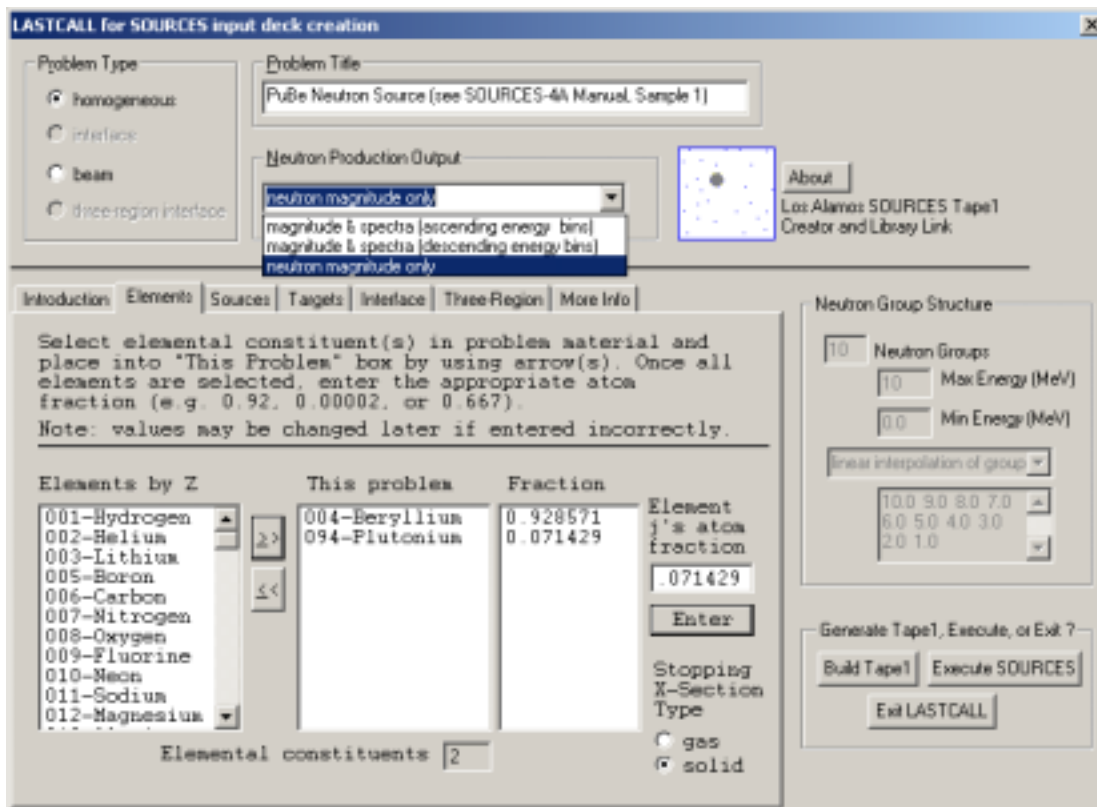 LASTCALL for SOURCES input deck creation
Problem Type
homogeneous
interface
beam
three-region interface
Problem Title
PuBe Neutron Source (see SOURCES-4A Manual, Sample 1)
Neutron Production Output
neutron magnitude only
magnitude & spectra (ascending energy bins)
magnitude & spectra (descending energy bins)
neutron magnitude only
About
Los Alamos SOURCES Tape1
Creator and Library Link
Introduction Elements Sources Targets Interface Three-Region More Info
Select elemental constituent(s) in problem material and
place into "This Problem" box by using arrow(s). Once all
elements are selected, enter the appropriate atom
fraction (e.g. 0.92, 0.00002, or 0.667).
Note: values may be changed later if entered incorrectly.
Elements by Z
001-Hydrogen
002-Helium
003-Lithium
005-Boron
006-Carbon
007-Nitrogen
008-Oxygen
009-Fluorine
010-Neon
011-Sodium
012-Magnesium
>>
<<
This problem
004-Beryllium
094-Plutonium
Fraction
0.928571
0.071429
Element
j's atom
fraction
.071429
Enter
Stopping
X-Section
Type
gas
solid
Elemental constituents 2
Neutron Group Structure
10 Neutron Groups
10 Max Energy (MeV)
0.0 Min Energy (MeV)
linear interpolation of group
10.0 9.0 8.0 7.0
6.0 5.0 4.0 3.0
2.0 1.0
Generate Tape1, Execute, or Exit ?
Build Tape1 Execute SOURCES
Exit LASTCALL